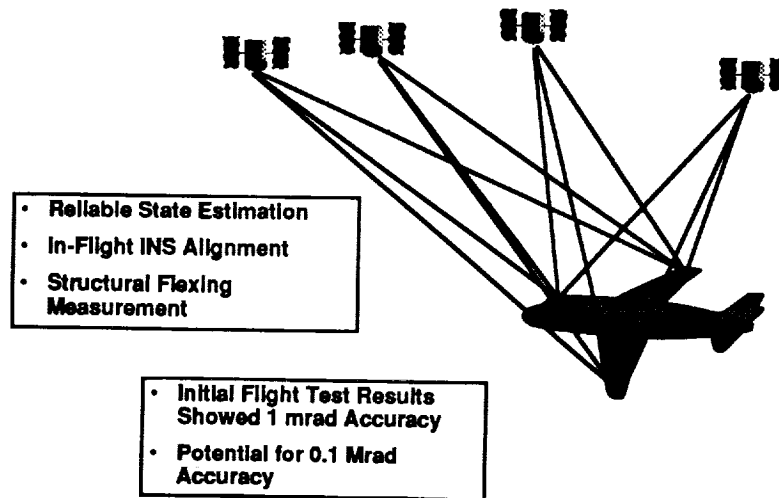 • Reliable State Estimation
• In-Flight INS Alignment
• Structural Flexing
Measurement
• Initial Flight Test Results
Showed 1 mrad Accuracy
• Potential for 0.1 Mrad
Accuracy